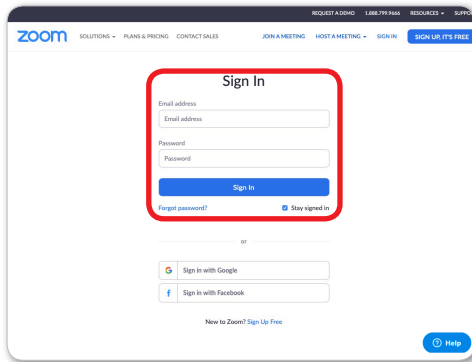 REQUEST A DEMO 1.888.799.9666 RESOURCES SUPPO
zoom SOLUTIONS PLANS & PRICING CONTACT SALES JOIN A MEETING HOST A MEETING SIGN IN SIGN UP, IT'S FREE
Sign In
Email address
Email address
Password
Password
Sign In
Forgot password? Stay signed in
or
G Sign in with Google
f Sign in with Facebook
New to Zoom? Sign Up Free
? Help